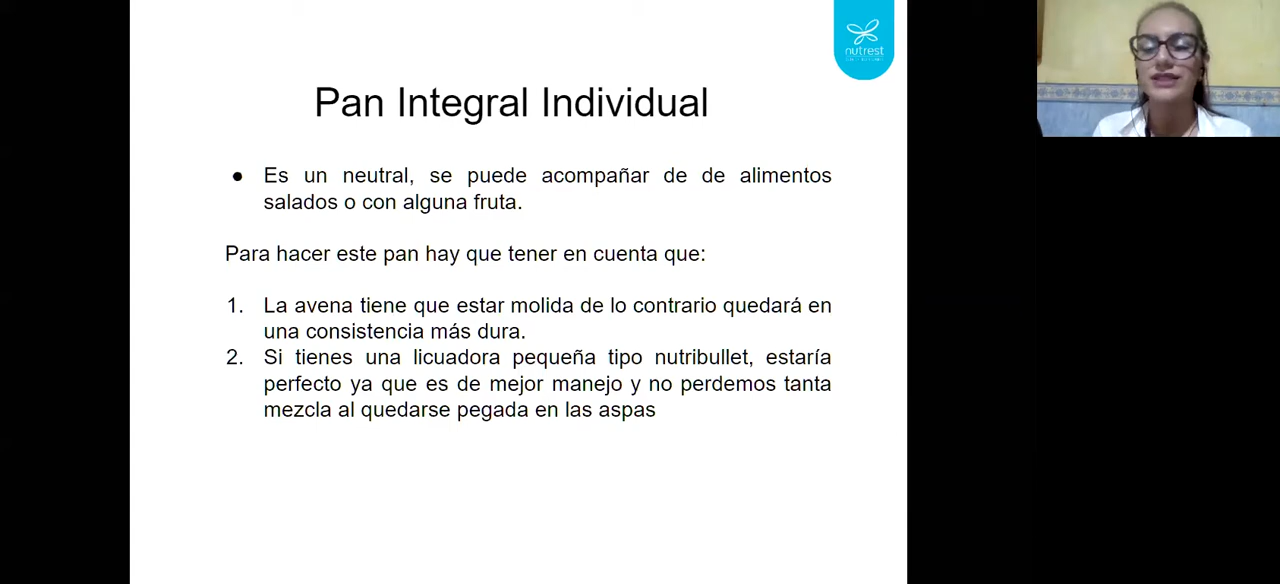 nutrest
Pan Integral Individual
● Es un neutral, se puede acompañar de de alimentos
salados o con alguna fruta.
Para hacer este pan hay que tener en cuenta que:
1. La avena tiene que estar molida de lo contrario quedará en
una consistencia más dura.
2. Si tienes una licuadora pequeña tipo nutribullet, estaría
perfecto ya que es de mejor manejo y no perdemos tanta
mezcla al quedarse pegada en las aspas